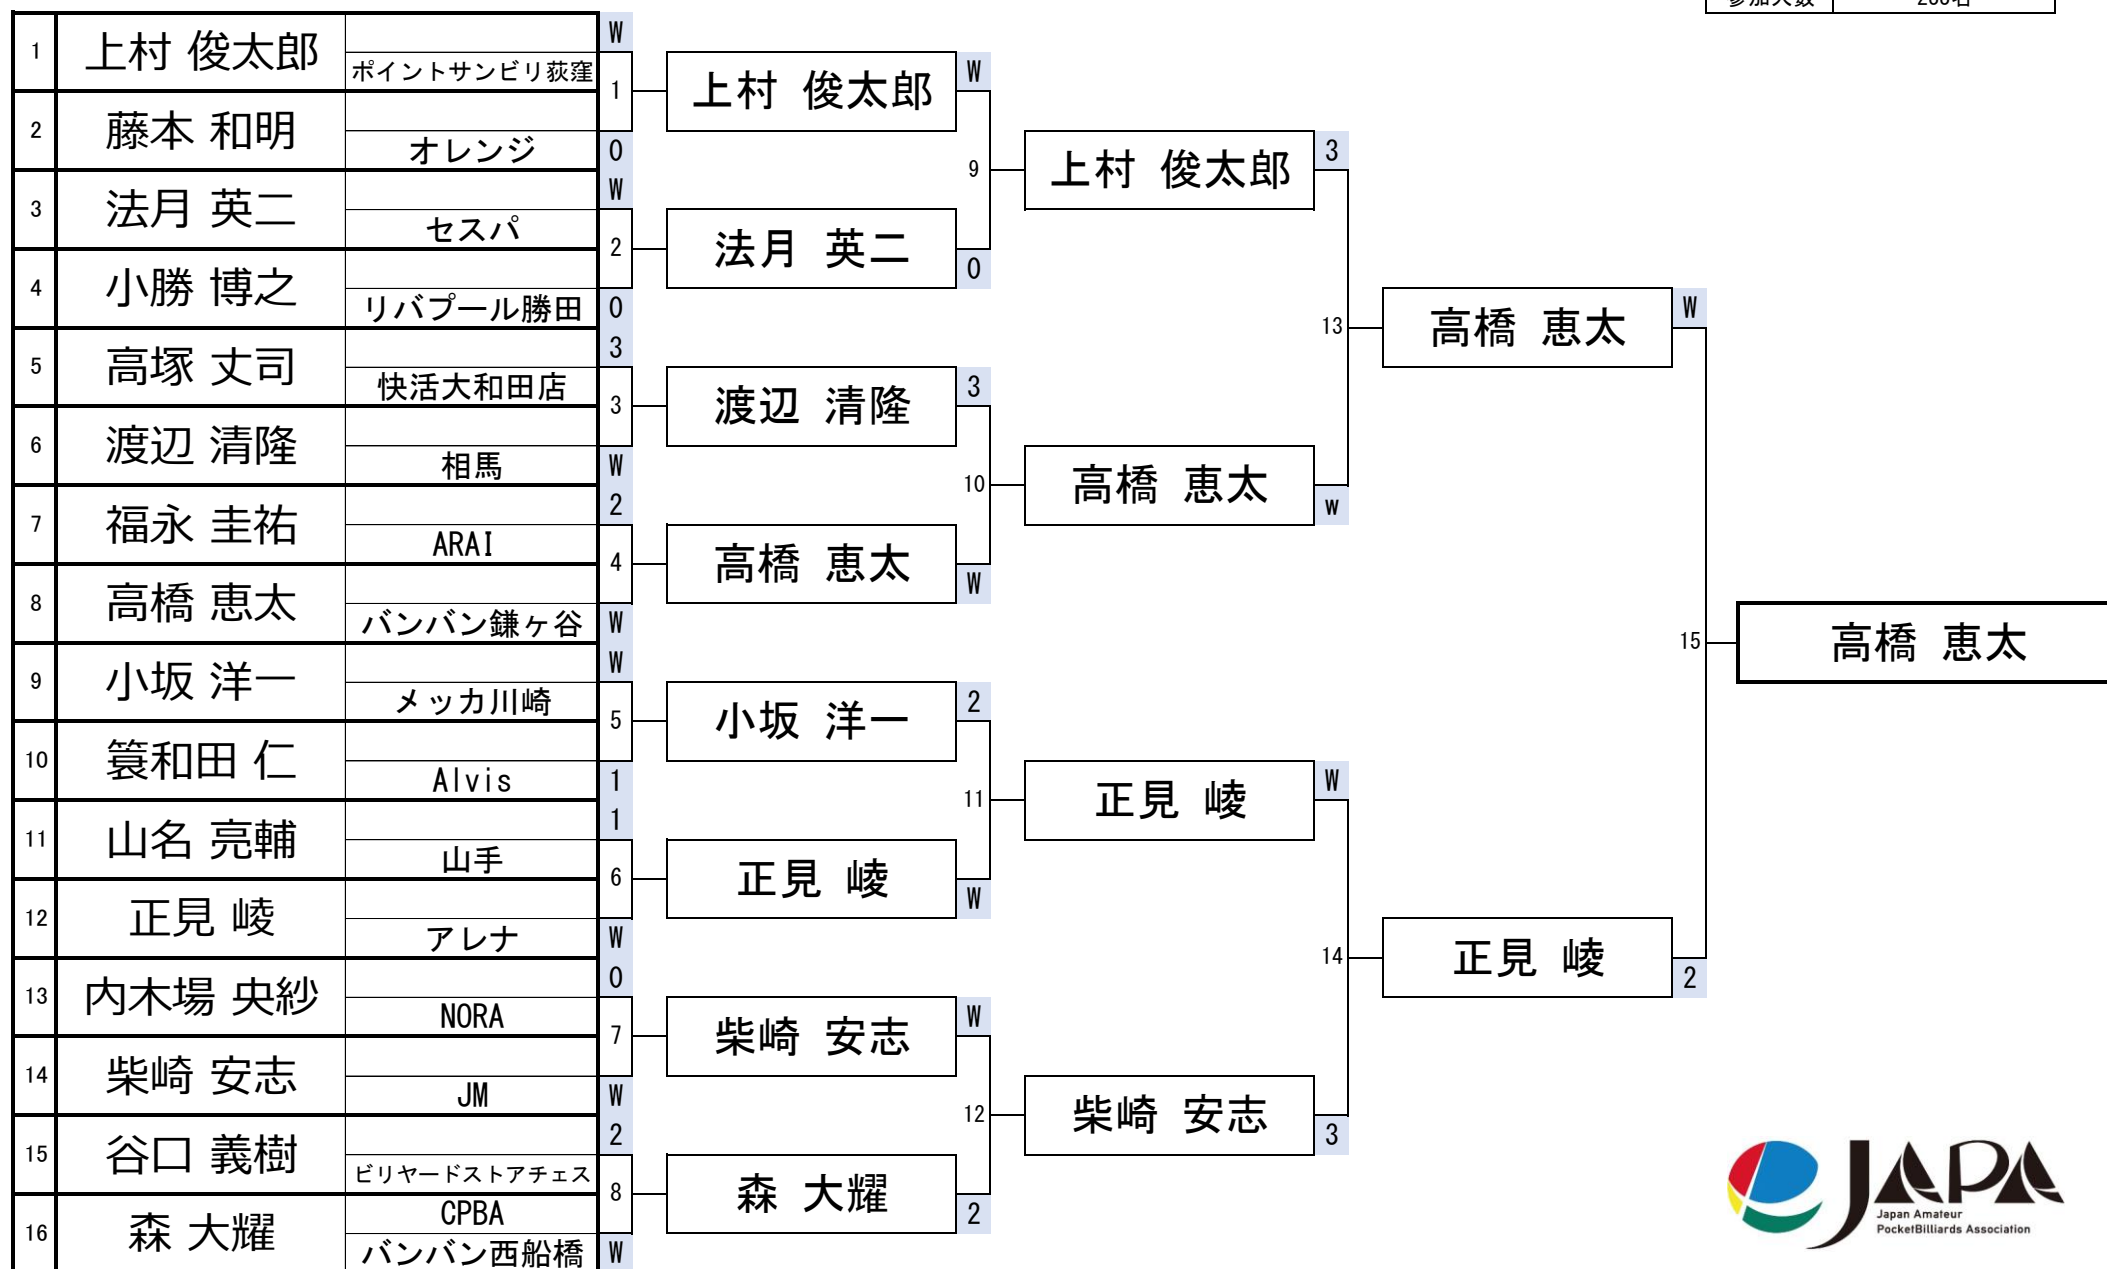 1 上村 俊太郎 ポイントサンビリ荻窪 W
2 藤本 和明 オレンジ 0
3 法月 英二 セスパ W
4 小勝 博之 リバプール勝田 0
5 高塚 丈司 快活大和田店 3
6 渡辺 清隆 相馬 W
7 福永 圭祐 ARAI 2
8 高橋 恵太 バンバン鎌ヶ谷 W
9 小坂 洋一 メッカ川崎 W
10 簑和田 仁 Alvis 1
11 山名 亮輔 山手 1
12 正見 崚 アレナ W
13 内木場 央紗 NORA 0
14 柴崎 安志 JM W
15 谷口 義樹 ビリヤードストアチェス 2
16 森 大耀 CPBA
バンバン西船橋 W
1 上村 俊太郎 W
2 法月 英二 0
3 渡辺 清隆 3
4 高橋 恵太 W
5 小坂 洋一 2
6 正見 崚 W
7 柴崎 安志 W
8 森 大耀 2
9 上村 俊太郎 3
10 高橋 恵太 w
11 正見 崚 W
12 柴崎 安志 3
13 高橋 恵太 W
14 正見 崚 2
15 高橋 恵太
JAPA
Japan Amateur
PocketBilliards Association